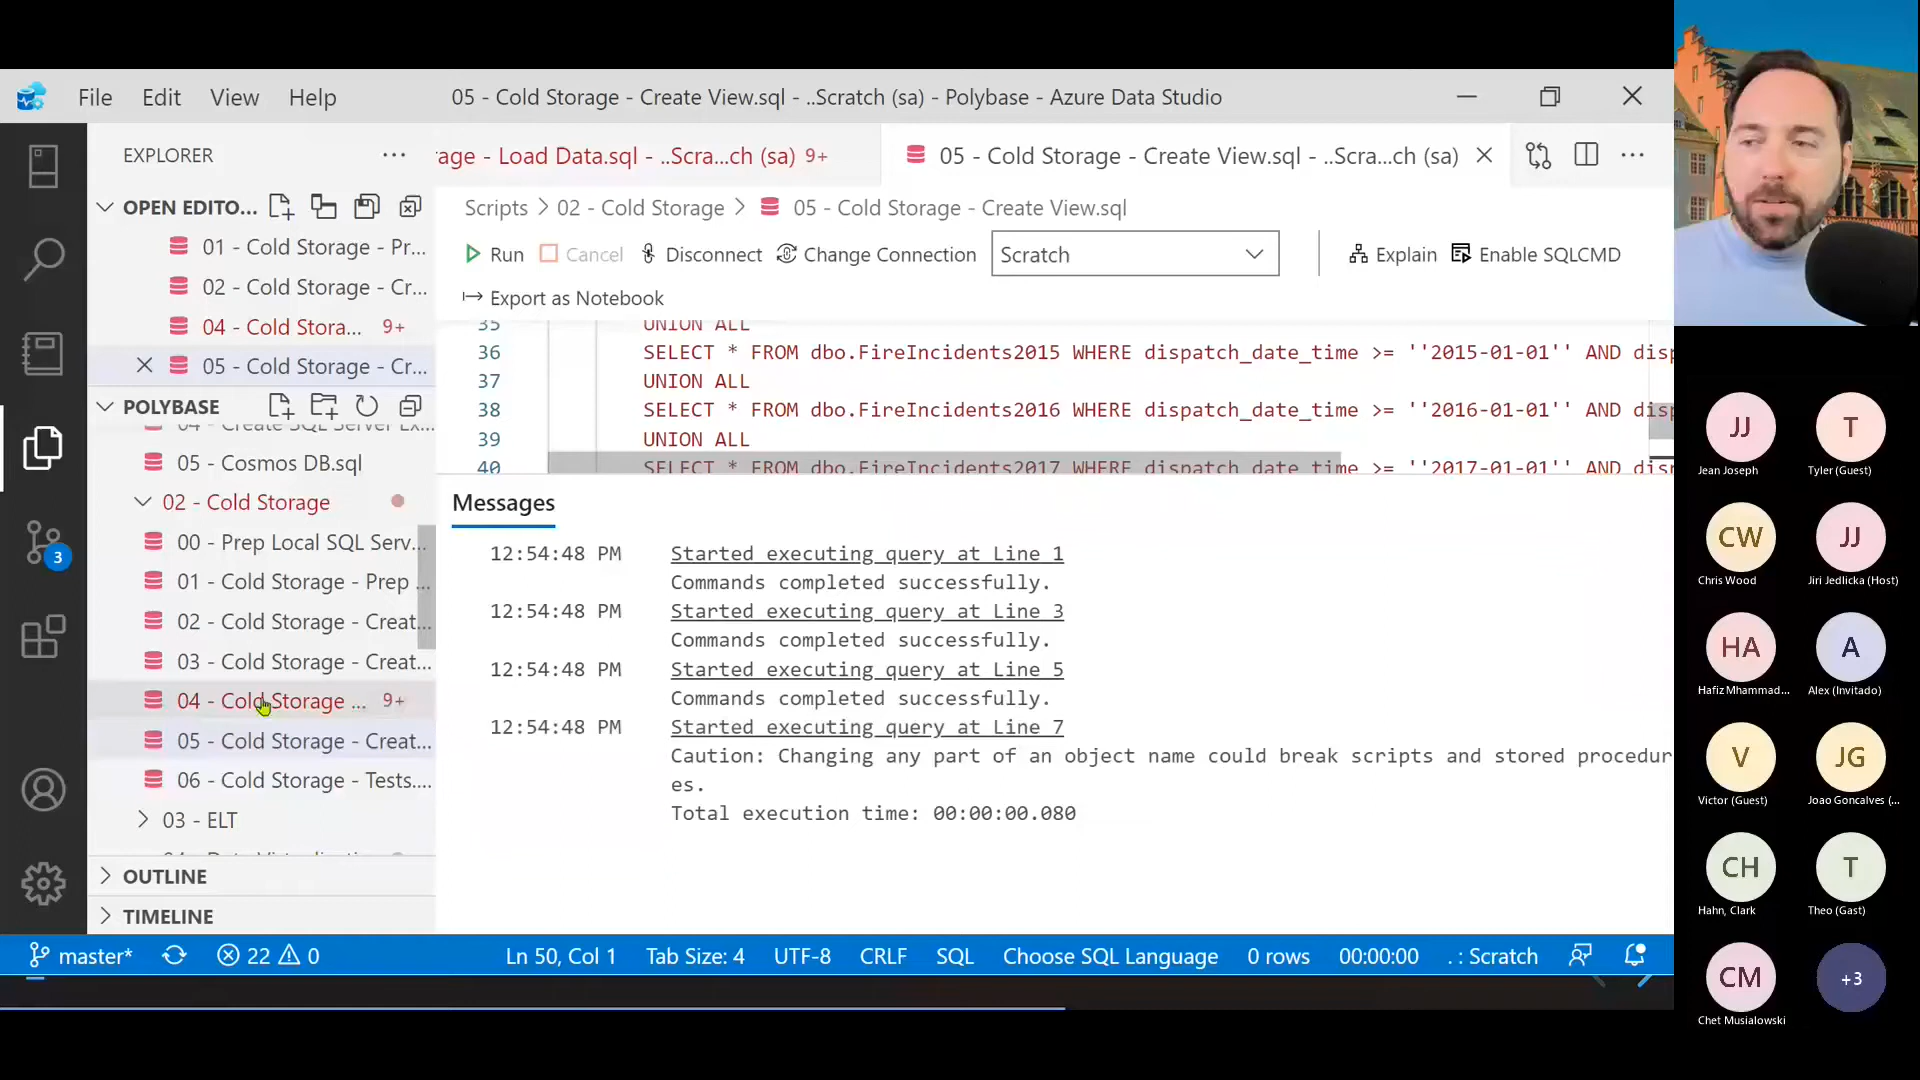 File Edit View Help 05 - Cold Storage - Create View.sql - ..Scratch (sa) - Polybase - Azure Data Studio
EXPLORER ...
rage - Load Data.sql - ..Scra...ch (sa) 9+
05 - Cold Storage - Create View.sql - ..Scra...ch (sa)
OPEN EDITO...
01 - Cold Storage - Pr...
02 - Cold Storage - Cr...
04 - Cold Stora... 9+
05 - Cold Storage - Cr...
POLYBASE
04 - Create SQL Server Ex...
05 - Cosmos DB.sql
02 - Cold Storage
00 - Prep Local SQL Serv...
01 - Cold Storage - Prep ...
02 - Cold Storage - Creat...
03 - Cold Storage - Creat...
04 - Cold Storage ... 9+
05 - Cold Storage - Creat...
06 - Cold Storage - Tests....
03 - ELT
OUTLINE
TIMELINE
3
Scripts > 02 - Cold Storage > 05 - Cold Storage - Create View.sql
Run Cancel Disconnect Change Connection Scratch Explain Enable SQLCMD
Export as Notebook
35 UNION ALL
36 SELECT * FROM dbo.FireIncidents2015 WHERE dispatch_date_time >= ''2015-01-01'' AND disp
37 UNION ALL
38 SELECT * FROM dbo.FireIncidents2016 WHERE dispatch_date_time >= ''2016-01-01'' AND disp
39 UNION ALL
40 SELECT * FROM dbo.FireIncidents2017 WHERE dispatch_date_time >= ''2017-01-01'' AND disp
Messages
12:54:48 PM Started executing query at Line 1
Commands completed successfully.
12:54:48 PM Started executing query at Line 3
Commands completed successfully.
12:54:48 PM Started executing query at Line 5
Commands completed successfully.
12:54:48 PM Started executing query at Line 7
Caution: Changing any part of an object name could break scripts and stored procedur
es.
Total execution time: 00:00:00.080
master* 22 0 Ln 50, Col 1 Tab Size: 4 UTF-8 CRLF SQL Choose SQL Language 0 rows 00:00:00 . : Scratch
JJ T
Jean Joseph Tyler (Guest)
CW JJ
Chris Wood Jiri Jedlicka (Host)
HA A
Hafiz Mhammad... Alex (Invitado)
V JG
Victor (Guest) Joao Goncalves (...
CH T
Hahn, Clark Theo (Gast)
CM +3
Chet Musialowski